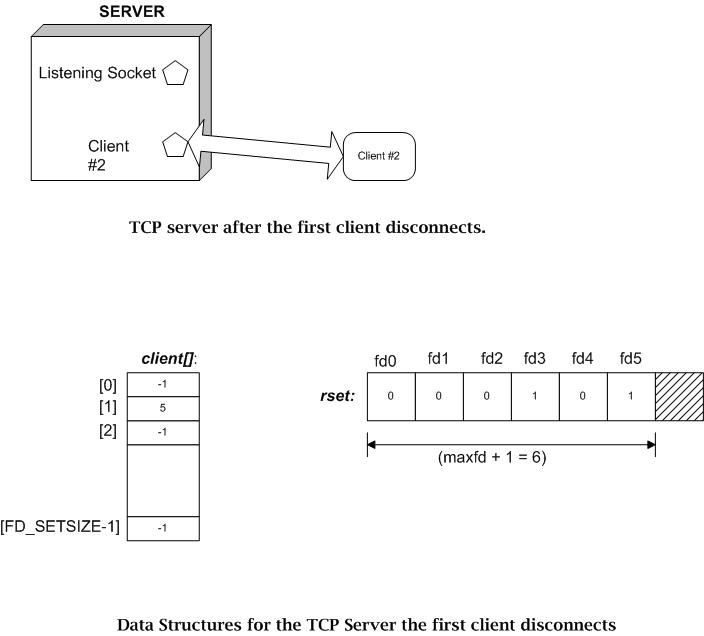 SERVER
Listening Socket
Client
#2
Client #2
TCP server after the first client disconnects.
client[]:
[0] -1
[1] 5
[2] -1
[FD_SETSIZE-1] -1
fd0 fd1 fd2 fd3 fd4 fd5
rset: 0 0 0 1 0 1
(maxfd + 1 = 6)
Data Structures for the TCP Server the first client disconnects